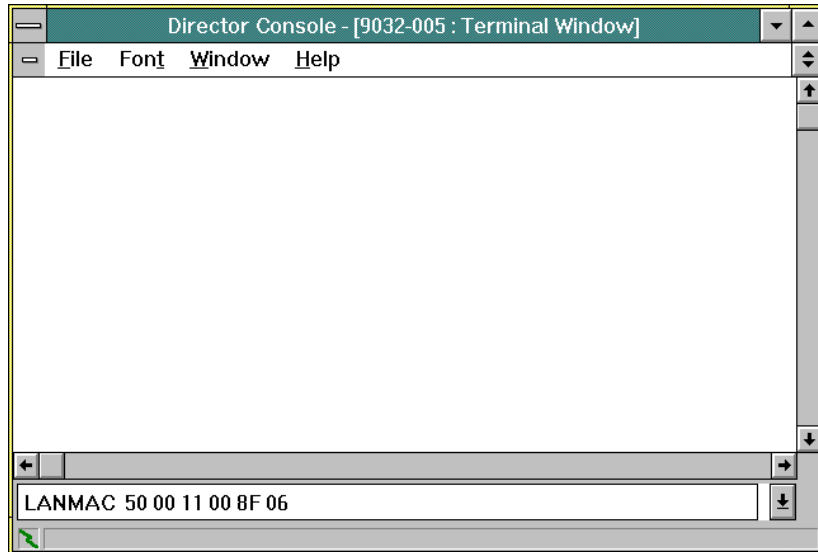 Director Console - [9032-005 : Terminal Window]
File Font Window Help
LANMAC 50 00 11 00 8F 06